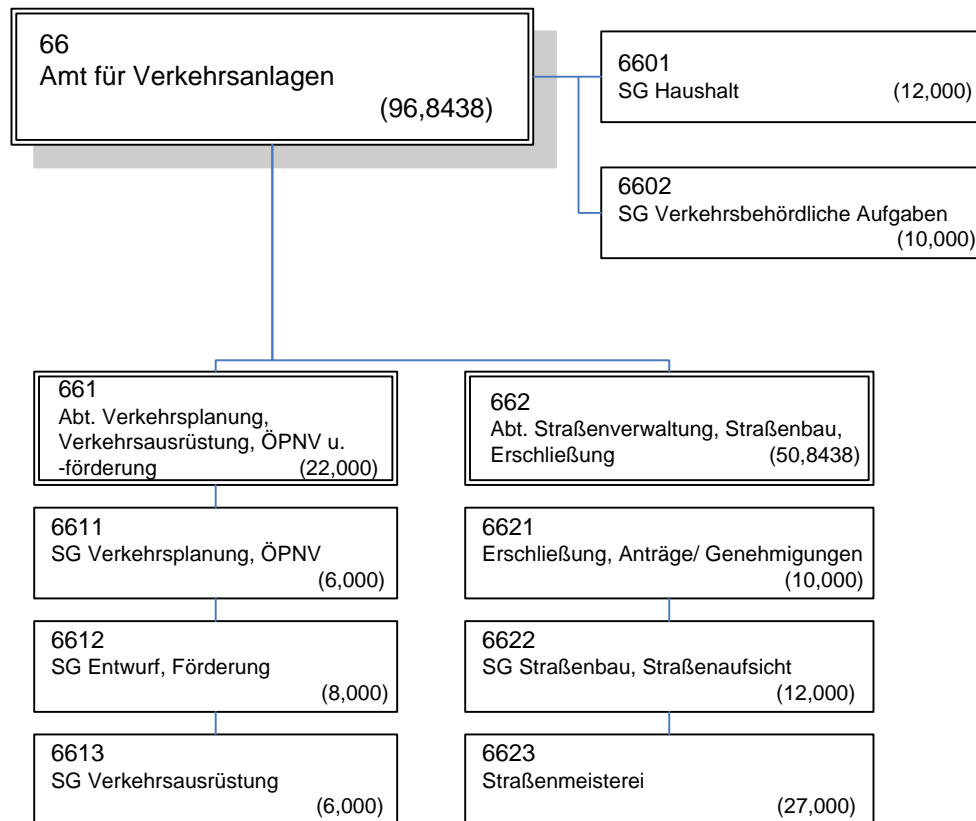 66
Amt für Verkehrsanlagen
(96,8438)
6601
SG Haushalt (12,000)
6602
SG Verkehrsbehördliche Aufgaben
(10,000)
661
Abt. Verkehrsplanung,
Verkehrsausrüstung, ÖPNV u.
-förderung (22,000)
662
Abt. Straßenverwaltung, Straßenbau,
Erschließung (50,8438)
6611
SG Verkehrsplanung, ÖPNV
(6,000)
6621
Erschließung, Anträge/ Genehmigungen
(10,000)
6612
SG Entwurf, Förderung
(8,000)
6622
SG Straßenbau, Straßenaufsicht
(12,000)
6613
SG Verkehrsausrüstung
(6,000)
6623
Straßenmeisterei
(27,000)